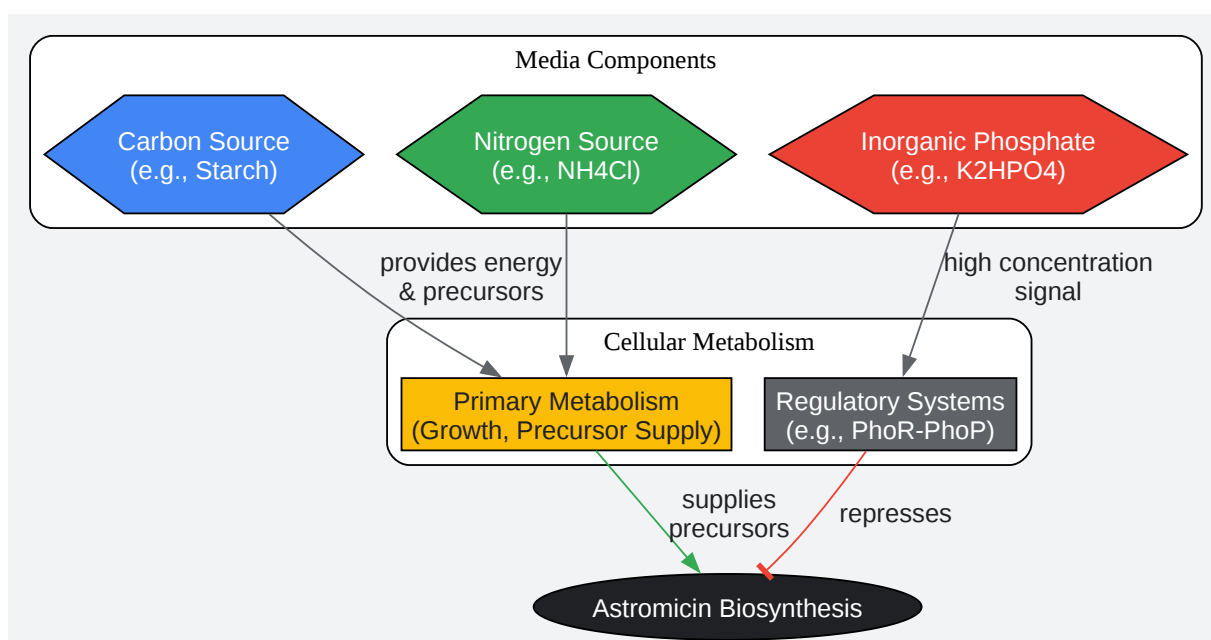 Media Components
Carbon Source
(e.g., Starch)
Nitrogen Source
(e.g., NH4Cl)
Inorganic Phosphate
(e.g., K2HPO4)
provides energy
& precursors
high concentration
signal
Cellular Metabolism
Primary Metabolism
(Growth, Precursor Supply)
Regulatory Systems
(e.g., PhoR-PhoP)
supplies
precursors
represses
Astromicin Biosynthesis